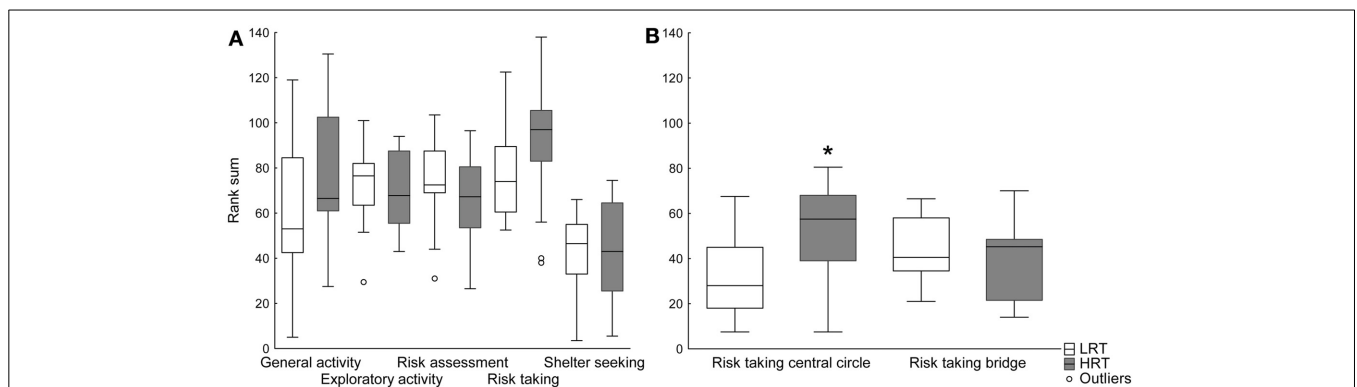 A
B
Rank sum
140
120
100
80
60
40
20
0
General activity
Exploratory activity
Risk assessment
Risk taking
Shelter seeking
140
120
100
80
60
40
20
0
*
Risk taking central circle
Risk taking bridge
LRT
HRT
Outliers